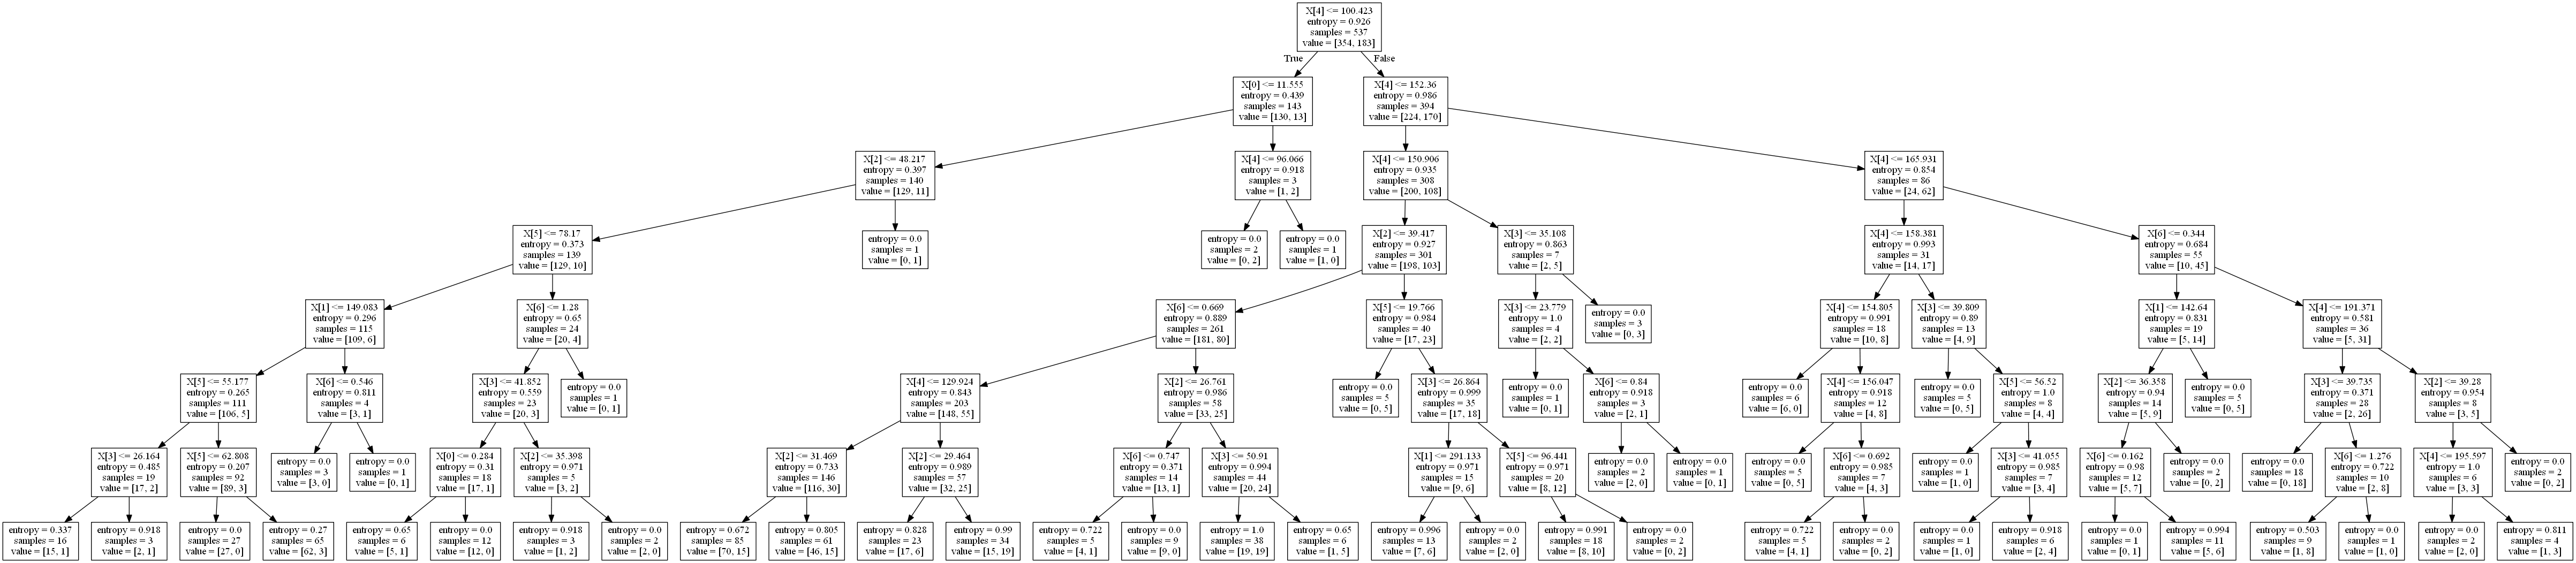 X[4] <= 100.423
entropy = 0.926
samples = 537
value = [354, 183]
True
False
X[0] <= 11.555
entropy = 0.439
samples = 143
value = [130, 13]
X[4] <= 152.36
entropy = 0.986
samples = 394
value = [224, 170]
X[2] <= 48.217
entropy = 0.397
samples = 140
value = [129, 11]
X[4] <= 96.066
entropy = 0.918
samples = 3
value = [1, 2]
X[4] <= 150.906
entropy = 0.935
samples = 308
value = [200, 108]
X[4] <= 165.931
entropy = 0.854
samples = 86
value = [24, 62]
X[5] <= 78.17
entropy = 0.373
samples = 139
value = [129, 10]
entropy = 0.0
samples = 1
value = [0, 1]
entropy = 0.0
samples = 2
value = [0, 2]
entropy = 0.0
samples = 1
value = [1, 0]
X[2] <= 39.417
entropy = 0.927
samples = 301
value = [198, 103]
X[3] <= 35.108
entropy = 0.863
samples = 7
value = [2, 5]
X[4] <= 158.381
entropy = 0.993
samples = 31
value = [14, 17]
X[6] <= 0.344
entropy = 0.684
samples = 55
value = [10, 45]
X[1] <= 149.083
entropy = 0.296
samples = 115
value = [109, 6]
X[6] <= 1.28
entropy = 0.65
samples = 24
value = [20, 4]
X[6] <= 0.669
entropy = 0.889
samples = 261
value = [181, 80]
X[5] <= 19.766
entropy = 0.984
samples = 40
value = [17, 23]
X[3] <= 23.779
entropy = 1.0
samples = 4
value = [2, 2]
entropy = 0.0
samples = 3
value = [0, 3]
X[4] <= 154.805
entropy = 0.991
samples = 18
value = [10, 8]
X[3] <= 39.809
entropy = 0.89
samples = 13
value = [4, 9]
X[1] <= 142.64
entropy = 0.831
samples = 19
value = [5, 14]
X[4] <= 191.371
entropy = 0.581
samples = 36
value = [5, 31]
X[5] <= 55.177
entropy = 0.265
samples = 111
value = [106, 5]
X[6] <= 0.546
entropy = 0.811
samples = 4
value = [3, 1]
X[3] <= 41.852
entropy = 0.559
samples = 23
value = [20, 3]
entropy = 0.0
samples = 1
value = [0, 1]
X[4] <= 129.924
entropy = 0.843
samples = 203
value = [148, 55]
X[2] <= 26.761
entropy = 0.986
samples = 58
value = [33, 25]
entropy = 0.0
samples = 5
value = [0, 5]
X[3] <= 26.864
entropy = 0.999
samples = 35
value = [17, 18]
entropy = 0.0
samples = 1
value = [0, 1]
X[6] <= 0.84
entropy = 0.918
samples = 3
value = [2, 1]
entropy = 0.0
samples = 6
value = [6, 0]
X[4] <= 156.047
entropy = 0.918
samples = 12
value = [4, 8]
entropy = 0.0
samples = 5
value = [0, 5]
X[5] <= 56.52
entropy = 1.0
samples = 8
value = [4, 4]
X[2] <= 36.358
entropy = 0.94
samples = 14
value = [5, 9]
entropy = 0.0
samples = 5
value = [0, 5]
X[3] <= 39.735
entropy = 0.371
samples = 28
value = [2, 26]
X[2] <= 39.28
entropy = 0.954
samples = 8
value = [3, 5]
X[3] <= 26.164
entropy = 0.485
samples = 19
value = [17, 2]
X[5] <= 62.808
entropy = 0.207
samples = 92
value = [89, 3]
entropy = 0.0
samples = 3
value = [3, 0]
entropy = 0.0
samples = 1
value = [0, 1]
X[0] <= 0.284
entropy = 0.31
samples = 18
value = [17, 1]
X[2] <= 35.398
entropy = 0.971
samples = 5
value = [3, 2]
X[2] <= 31.469
entropy = 0.733
samples = 146
value = [116, 30]
X[2] <= 29.464
entropy = 0.989
samples = 57
value = [32, 25]
X[6] <= 0.747
entropy = 0.371
samples = 14
value = [13, 1]
X[3] <= 50.91
entropy = 0.994
samples = 44
value = [20, 24]
X[1] <= 291.133
entropy = 0.971
samples = 15
value = [9, 6]
X[5] <= 96.441
entropy = 0.971
samples = 20
value = [8, 12]
entropy = 0.0
samples = 2
value = [2, 0]
entropy = 0.0
samples = 1
value = [0, 1]
entropy = 0.0
samples = 5
value = [0, 5]
X[6] <= 0.692
entropy = 0.985
samples = 7
value = [4, 3]
entropy = 0.0
samples = 1
value = [1, 0]
X[3] <= 41.055
entropy = 0.985
samples = 7
value = [3, 4]
X[6] <= 0.162
entropy = 0.98
samples = 12
value = [5, 7]
entropy = 0.0
samples = 2
value = [0, 2]
entropy = 0.0
samples = 18
value = [0, 18]
X[6] <= 1.276
entropy = 0.722
samples = 10
value = [2, 8]
X[4] <= 195.597
entropy = 1.0
samples = 6
value = [3, 3]
entropy = 0.0
samples = 2
value = [0, 2]
entropy = 0.337
samples = 16
value = [15, 1]
entropy = 0.918
samples = 3
value = [2, 1]
entropy = 0.0
samples = 27
value = [27, 0]
entropy = 0.27
samples = 65
value = [62, 3]
entropy = 0.65
samples = 6
value = [5, 1]
entropy = 0.0
samples = 12
value = [12, 0]
entropy = 0.918
samples = 3
value = [1, 2]
entropy = 0.0
samples = 2
value = [2, 0]
entropy = 0.672
samples = 85
value = [70, 15]
entropy = 0.805
samples = 61
value = [46, 15]
entropy = 0.828
samples = 23
value = [17, 6]
entropy = 0.99
samples = 34
value = [15, 19]
entropy = 0.722
samples = 5
value = [4, 1]
entropy = 0.0
samples = 9
value = [9, 0]
entropy = 1.0
samples = 38
value = [19, 19]
entropy = 0.65
samples = 6
value = [1, 5]
entropy = 0.996
samples = 13
value = [7, 6]
entropy = 0.0
samples = 2
value = [2, 0]
entropy = 0.991
samples = 18
value = [8, 10]
entropy = 0.0
samples = 2
value = [0, 2]
entropy = 0.722
samples = 5
value = [4, 1]
entropy = 0.0
samples = 2
value = [0, 2]
entropy = 0.0
samples = 1
value = [1, 0]
entropy = 0.918
samples = 6
value = [2, 4]
entropy = 0.0
samples = 1
value = [0, 1]
entropy = 0.994
samples = 11
value = [5, 6]
entropy = 0.503
samples = 9
value = [1, 8]
entropy = 0.0
samples = 1
value = [1, 0]
entropy = 0.0
samples = 2
value = [2, 0]
entropy = 0.811
samples = 4
value = [1, 3]